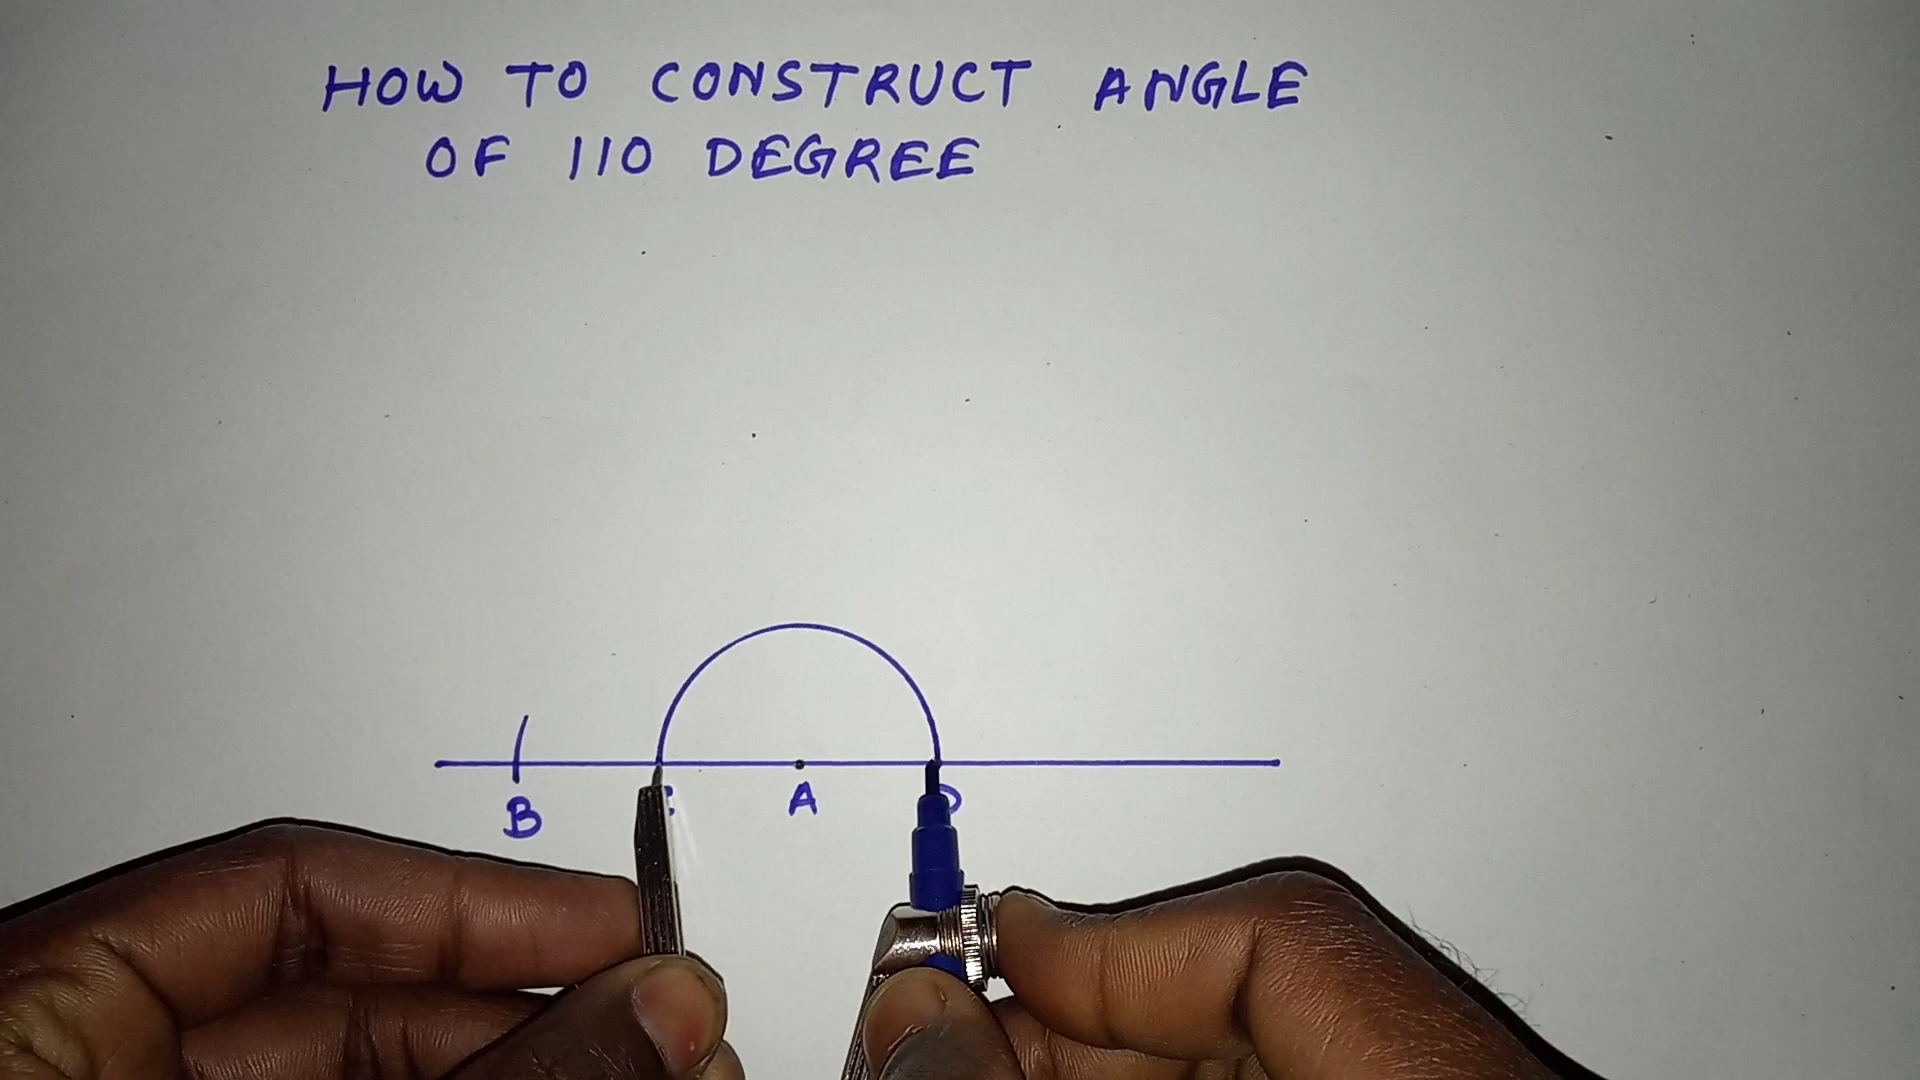 HOW TO CONSTRUCT ANGLE
OF 110 DEGREE
A
B